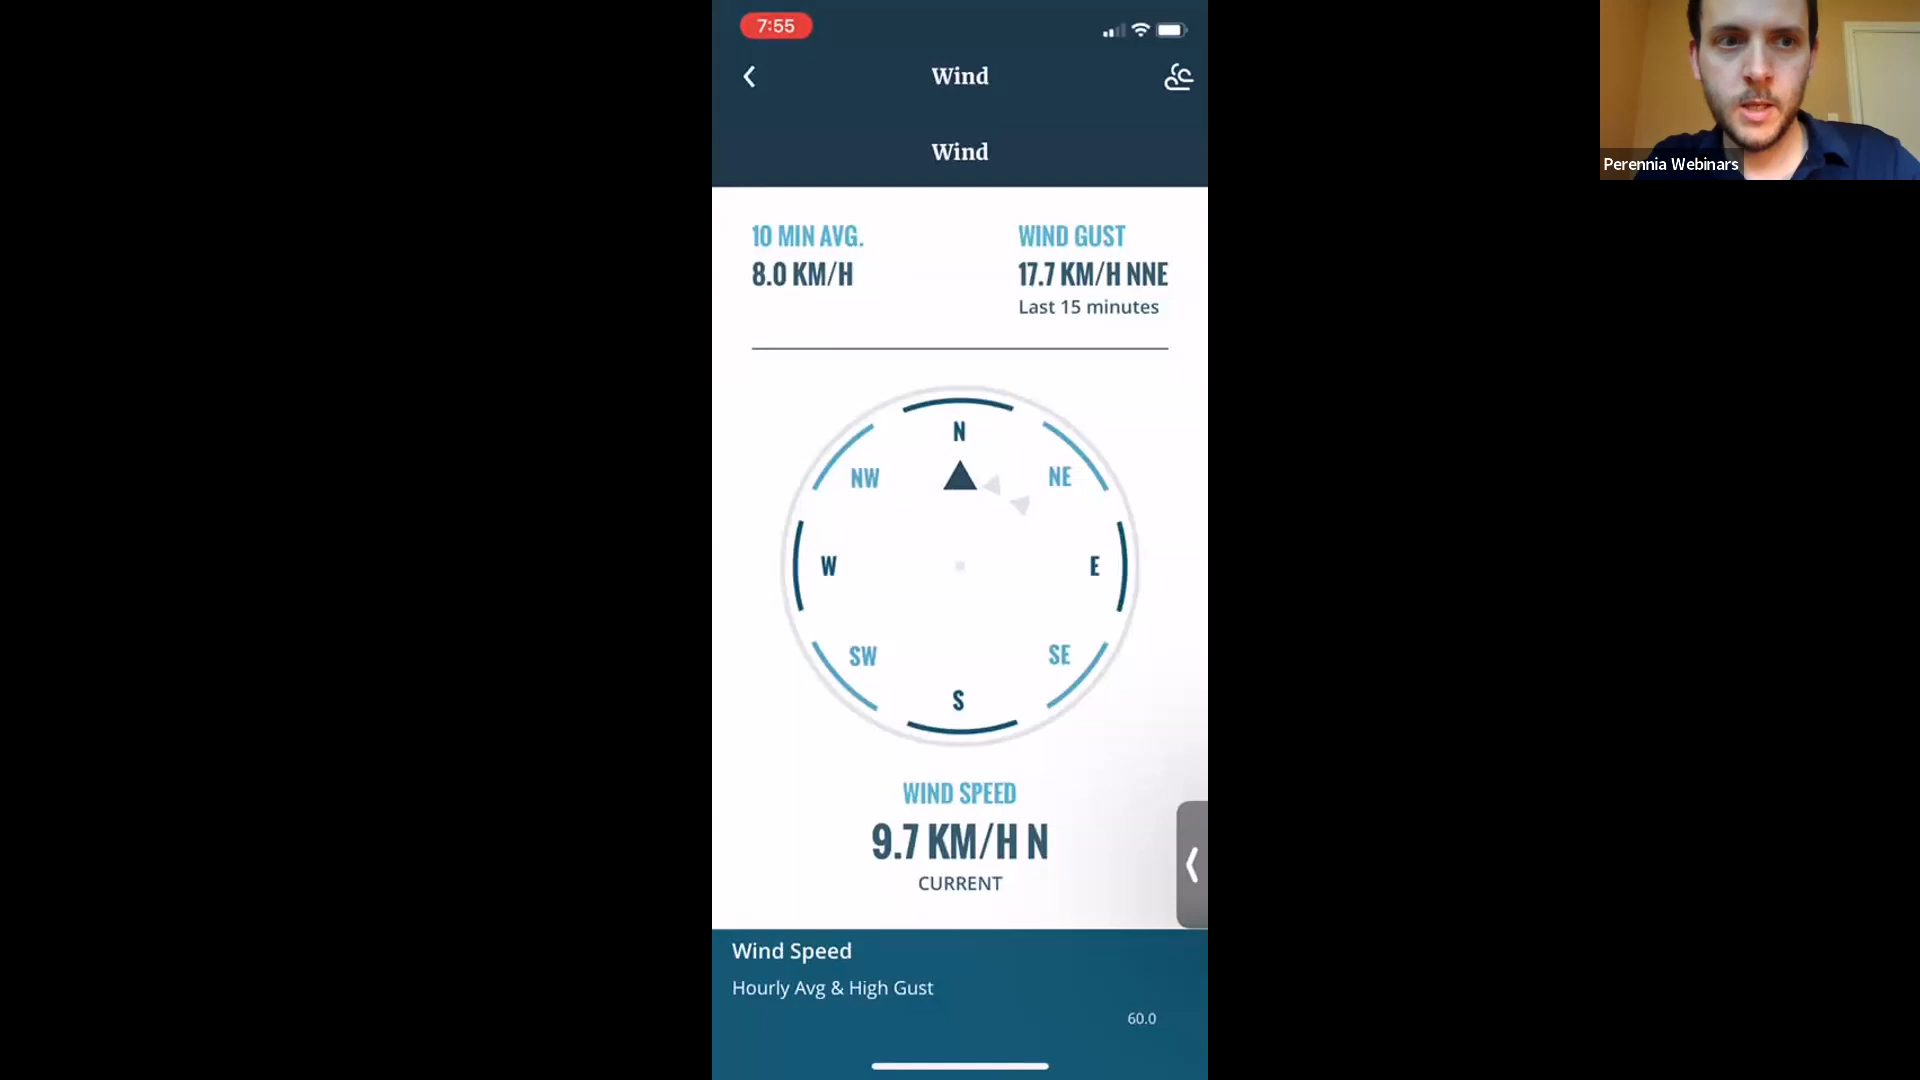 7:55
Wind
Wind
10 MIN AVG.
8.0 KM/H
WIND GUST
17.7 KM/H NNE
Last 15 minutes
N
NW
NE
W
E
SW
SE
S
WIND SPEED
9.7 KM/H N
CURRENT
Wind Speed
Hourly Avg & High Gust
60.0
Perennia Webinars